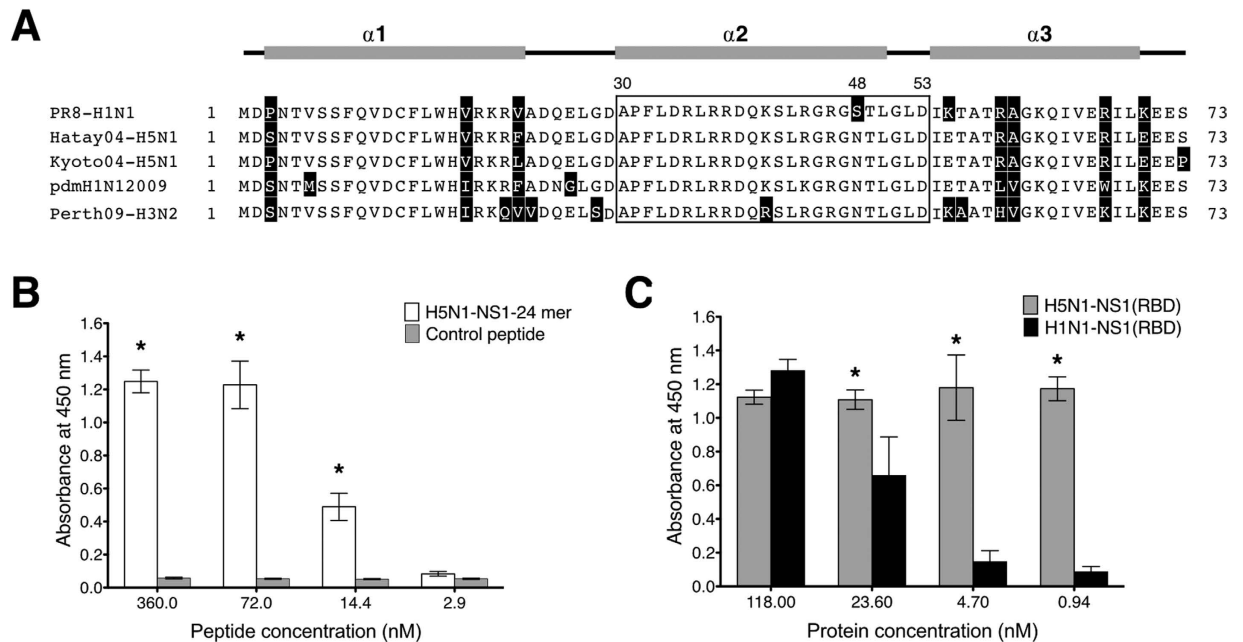 A
α1 α2 α3
30 48 53
PR8-H1N1 1 MDPNTVSSFQVDCFLWHVRKRVADQELGDAPFLDRLRRDQKSLRGRGSTLGLDIKTATRAGKQIVERILKEES 73
Hatay04-H5N1 1 MDSNTVSSFQVDCFLWHVRKRFADQELGDAPFLDRLRRDQKSLRGRGNTLGLDIETATRAGKQIVERILEEES 73
Kyoto04-H5N1 1 MDPNTVSSFQVDCFLWHVRKRLADQELGDAPFLDRLRRDQKSLRGRGNTLGLDIETATRAGKQIVERILEEEP 73
pdmH1N12009 1 MDSNTMSSFQVDCFLWHIRKRFADNGLGDAPFLDRLRRDQKSLKGRGNTLGLDIETATLVGKQIVEWILKEES 73
Perth09-H3N2 1 MDSNTVSSFQVDCFLWHIRKQVVDQELSDAPFLDRLRRDQRSLRGRGNTLGLDIKAATHVGKQIVEKILKEES 73
B
H5N1-NS1-24 mer
Control peptide
Absorbance at 450 nm
1.6
1.4
1.2
1.0
0.8
0.6
0.4
0.2
0.0
* * *
360.0 72.0 14.4 2.9
Peptide concentration (nM)
C
H5N1-NS1(RBD)
H1N1-NS1(RBD)
Absorbance at 450 nm
1.6
1.4
1.2
1.0
0.8
0.6
0.4
0.2
0.0
* * *
118.00 23.60 4.70 0.94
Protein concentration (nM)